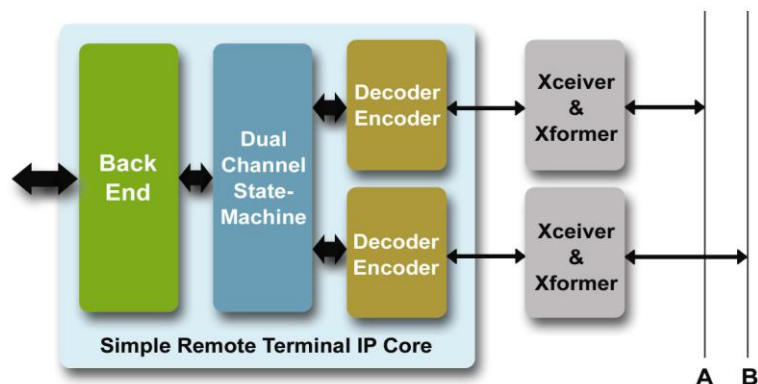 Back
End
Dual
Channel
State-
Machine
Decoder
Encoder
Decoder
Encoder
Xceiver
&
Xformer
Xceiver
&
Xformer
Simple Remote Terminal IP Core
A B